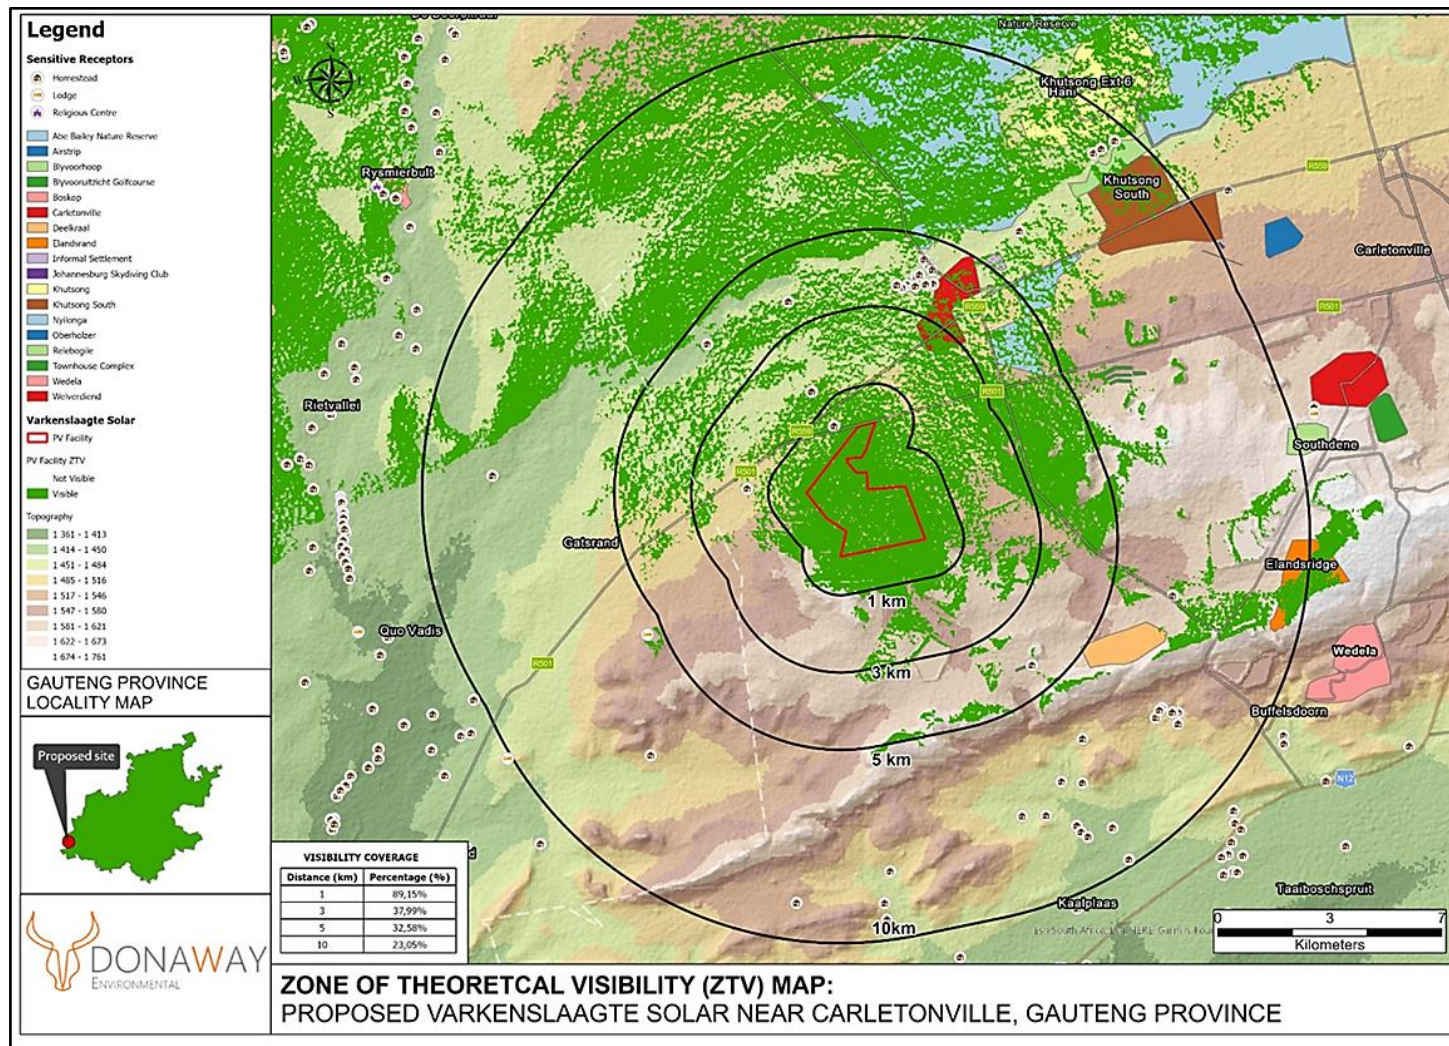 Legend
Sensitive Receptors
Homestead
Lodge
Religious Centre
Abe Bailey Nature Reserve
Airstrip
Blyvoorhoop
Blyvooruitzicht Golfcourse
Boskop
Carletonville
Deelkraal
Elandsrand
Informal Settlement
Johannesburg Skydiving Club
Khutsong
Khutsong South
Nyilonga
Oberholzer
Relebogile
Townhouse Complex
Wedela
Welverdiend
Varkenslaagte Solar
PV Facility
PV Facility ZTV
Not Visible
Visible
Topography
1 361 - 1 413
1 414 - 1 450
1 451 - 1 484
1 485 - 1 516
1 517 - 1 546
1 547 - 1 580
1 581 - 1 621
1 622 - 1 673
1 674 - 1 761
GAUTENG PROVINCE
LOCALITY MAP
Proposed site
DONAWAY
ENVIRONMENTAL
N
W
S
Nature Reserve
Khutsong Ext 6
Hani
Rysmierbult
Khutsong
South
R559
Carletonville
R559
R501
R501
Rietvallei
R559
Southdene
R501
Gatsrand
Elandsridge
1 km
Quo Vadis
R501
3 km
Wedela
Buffelsdoorn
5 km
N12
Taaiboschspruit
Kaalplaas
10km
0 3 7
Kilometers
VISIBILITY COVERAGE
Distance (km) Percentage (%)
1 89,15%
3 37,99%
5 32,58%
10 23,05%
ZONE OF THEORETCAL VISIBILITY (ZTV) MAP:
PROPOSED VARKENSLAAGTE SOLAR NEAR CARLETONVILLE, GAUTENG PROVINCE